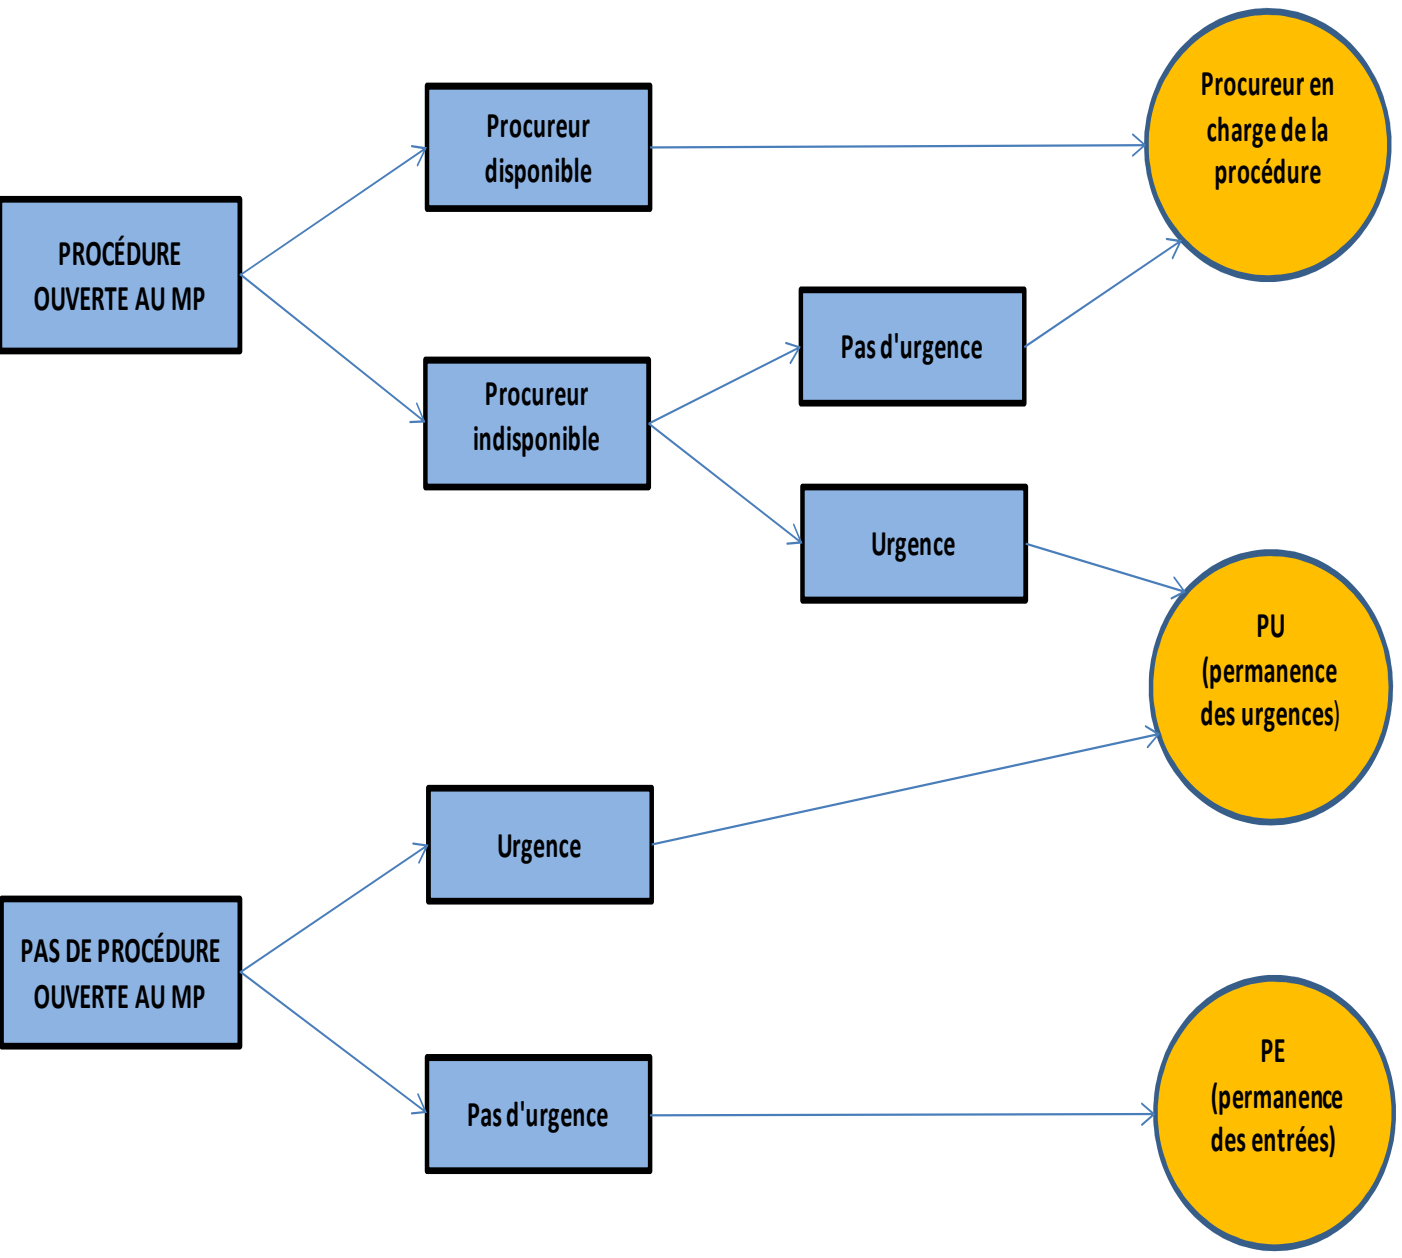 Procureur
disponible
Procureur en
charge de la
procédure
PROCÉDURE
OUVERTE AU MP
Pas d'urgence
Procureur
indisponible
Urgence
PU
(permanence
des urgences)
Urgence
PAS DE PROCÉDURE
OUVERTE AU MP
Pas d'urgence
PE
(permanence
des entrées)